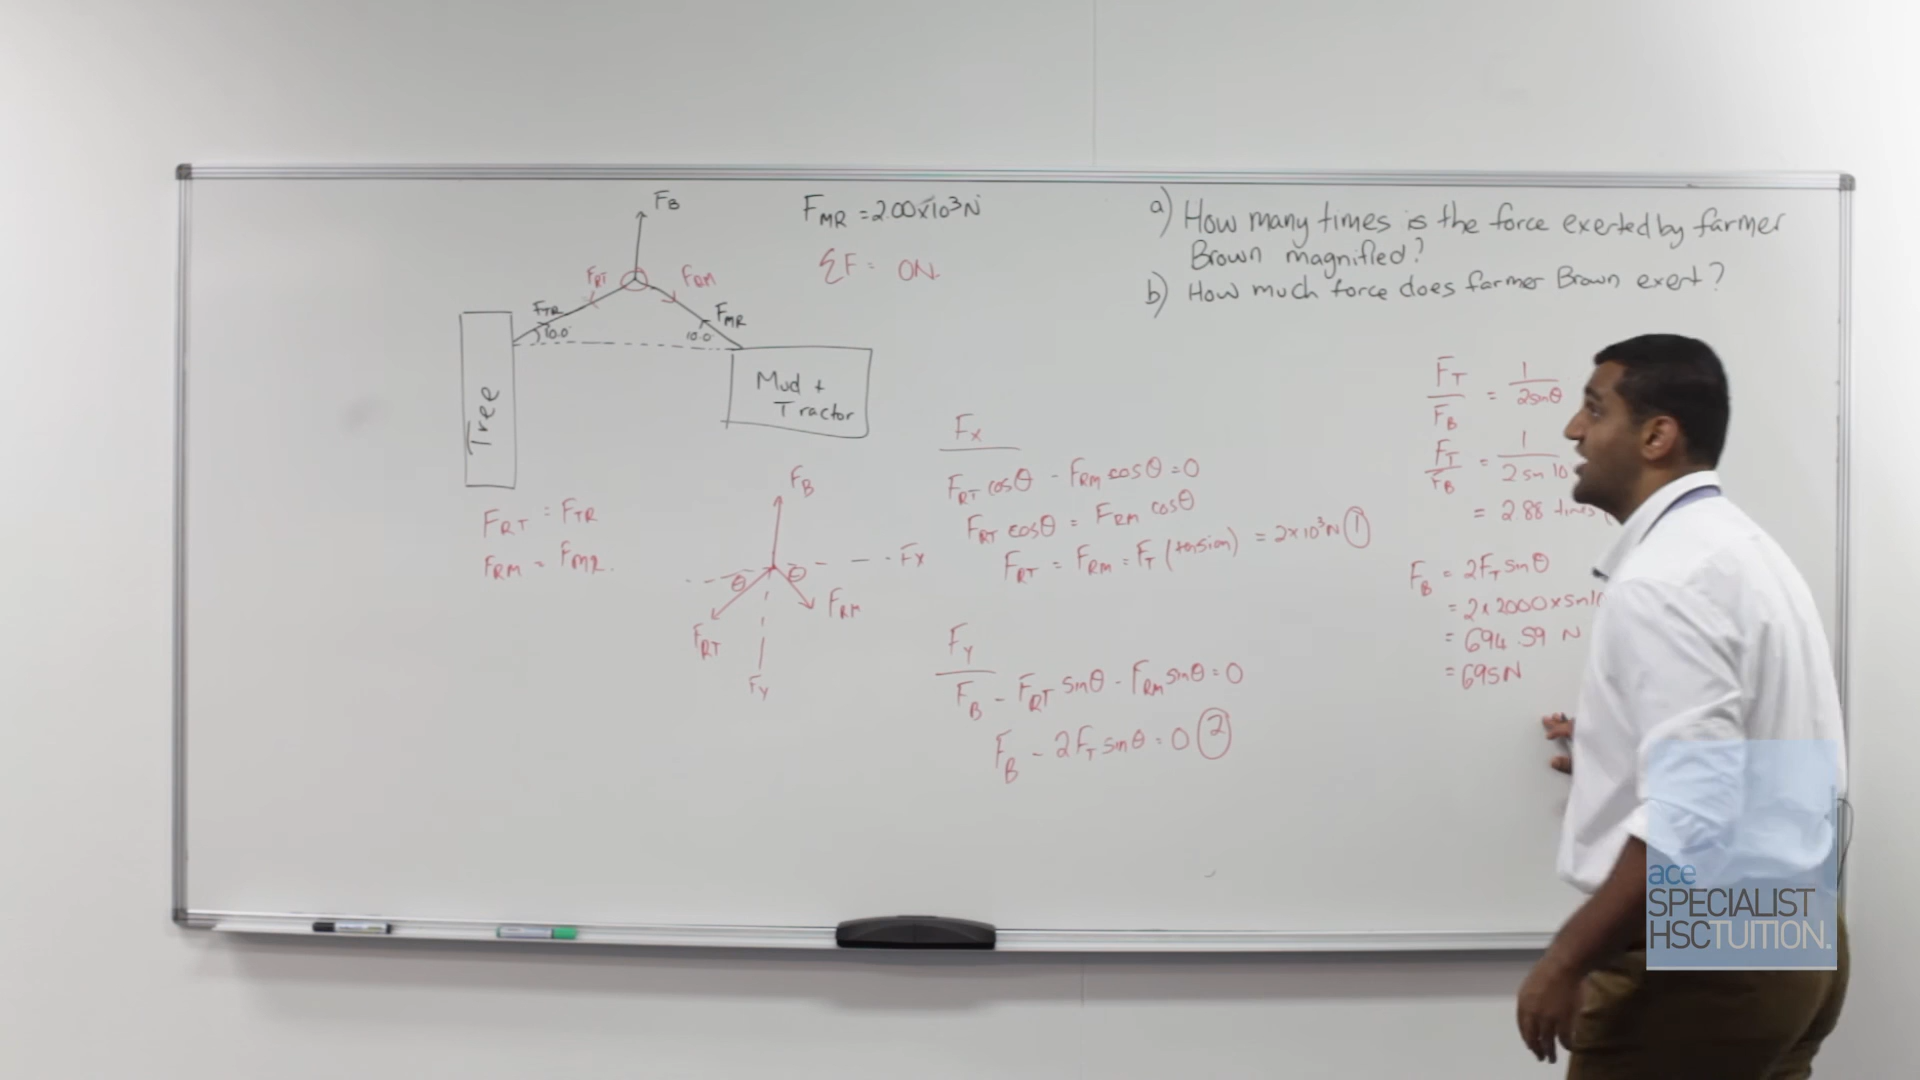 F_B
F_MR = 2.00×10³N
ΣF = 0N
F_RT
F_RM
F_TR
10.0
F_MR
10.0
Tree
Mud +
Tractor
F_RT = F_TR
F_RM = F_MR.
F_B
F_x
θ
θ
F_RM
F_RT
F_y
a) How many times is the force exerted by farmer
Brown magnified?
b) How much force does farmer Brown exert?
F_x
F_RT cosθ - F_RM cosθ = 0
F_RT cosθ = F_RM cosθ
F_RT = F_RM = F_T (tension) = 2×10³N ①
F_y
F_B - F_RT sinθ - F_RM sinθ = 0
F_B - 2F_T sinθ = 0 ②
F_T / F_B = 1 / 2sinθ
F_T / F_B = 1 / 2 sin 10
= 2.88 times
F_B = 2F_T sinθ
= 2×2000×sin
= 694.59 N
= 695N
ace
SPECIALIST
HSCTUITION.